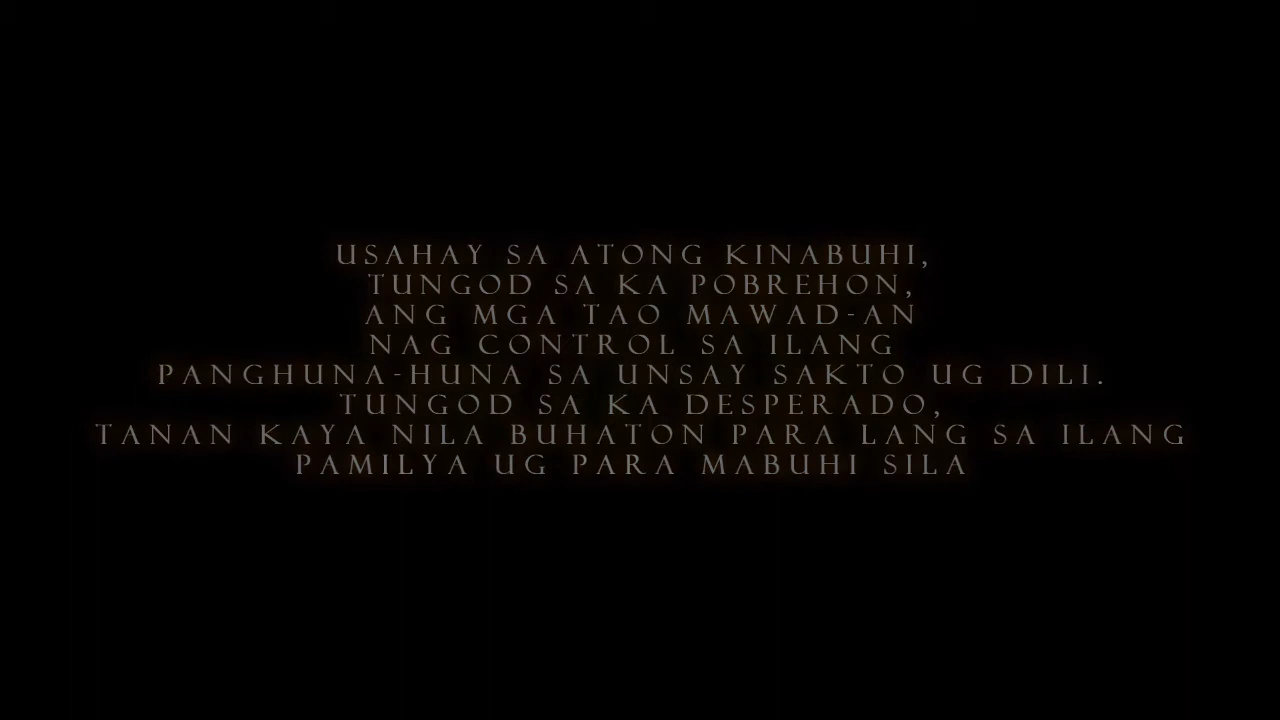 USAHAY SA ATONG KINABUHI,
TUNGOD SA KA POBREHON,
ANG MGA TAO MAWAD-AN
NAG CONTROL SA ILANG
PANGHUNA-HUNA SA UNSAY SAKTO UG DILI.
TUNGOD SA KA DESPERADO,
TANAN KAYA NILA BUHATON PARA LANG SA ILANG
PAMILYA UG PARA MABUHI SILA